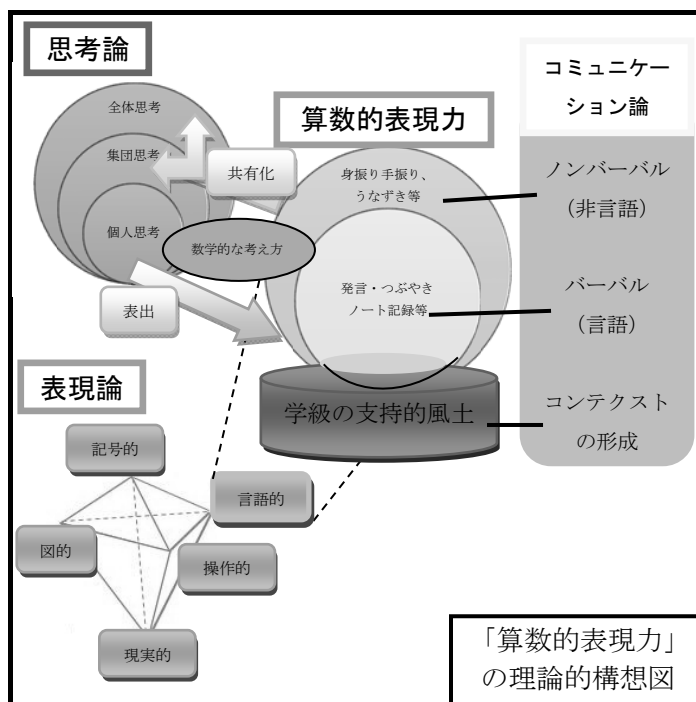 思考論
全体思考
集団思考
個人思考
共有化
数学的な考え方
表出
算数的表現力
身振り手振り、
うなずき等
発言・つぶやき
ノート記録等
学級の支持的風土
コミュニケー
ション論
ノンバーバル
（非言語）
バーバル
（言語）
コンテクスト
の形成
表現論
記号的
言語的
図的
操作的
現実的
「算数的表現力」
の理論的構想図